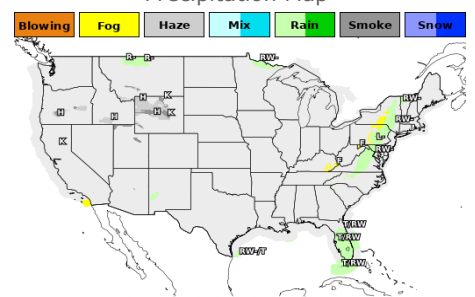 Precipitation Map
Blowing Fog Haze Mix Rain Smoke Snow
R- R- RW-
H K
H H H K
K
RW-
RW-
L-
F RW-
F
T/RW
T/RW
RW-/T
T/RW